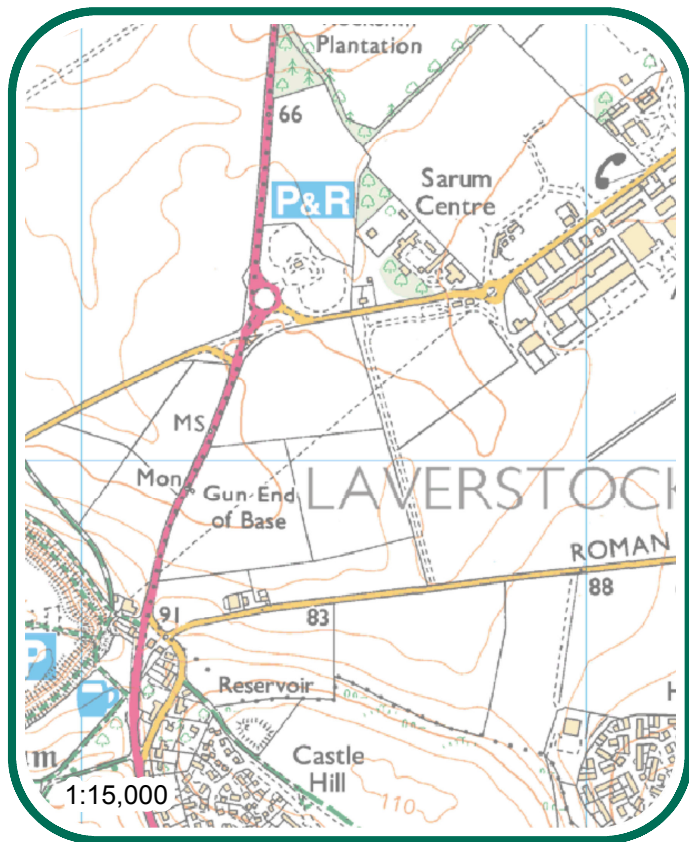 Plantation
66
P&R
Sarum
Centre
MS
Mon
Gun End
of Base
LAVERSTOCK
ROMAN
91
83
88
P
Reservoir
H
m
Castle
Hill
110
1:15,000